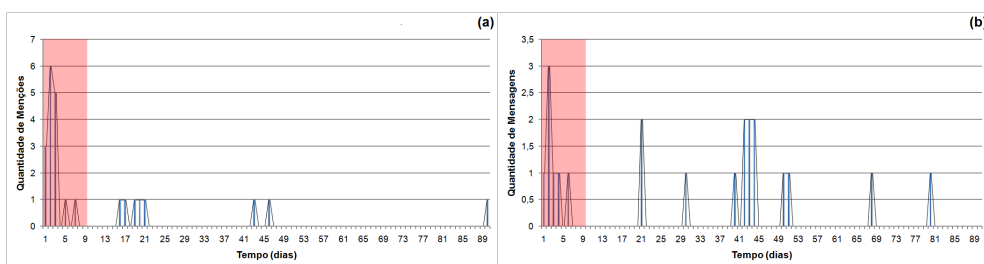 (a)
Quantidade de Menções
7
6
5
4
3
2
1
0
1 5 9 13 17 21 25 29 33 37 41 45 49 53 57 61 65 69 73 77 81 85 89
Tempo (dias)
(b)
Quantidade de Mensagens
3,5
3
2,5
2
1,5
1
0,5
0
1 5 9 13 17 21 25 29 33 37 41 45 49 53 57 61 65 69 73 77 81 85 89
Tempo (dias)